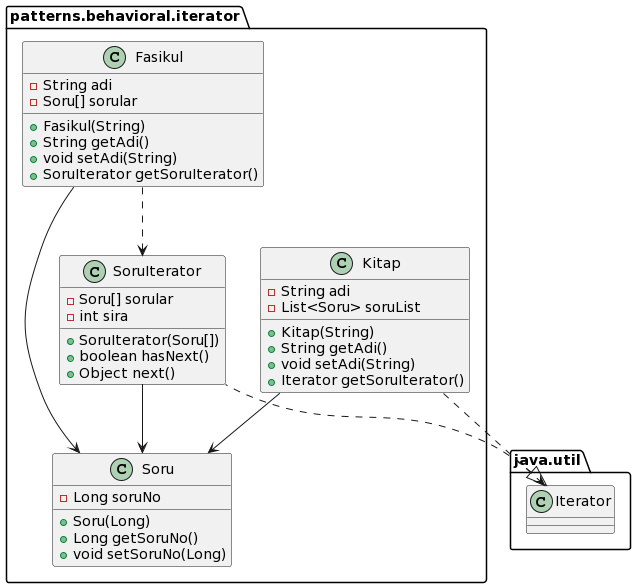 patterns.behavioral.iterator
C Fasikul
String adi
Soru[] sorular
Fasikul(String)
String getAdi()
void setAdi(String)
SoruIterator getSoruIterator()
C SoruIterator
Soru[] sorular
int sira
SoruIterator(Soru[])
boolean hasNext()
Object next()
C Kitap
String adi
List<Soru> soruList
Kitap(String)
String getAdi()
void setAdi(String)
Iterator getSoruIterator()
C Soru
Long soruNo
Soru(Long)
Long getSoruNo()
void setSoruNo(Long)
java.util
C Iterator